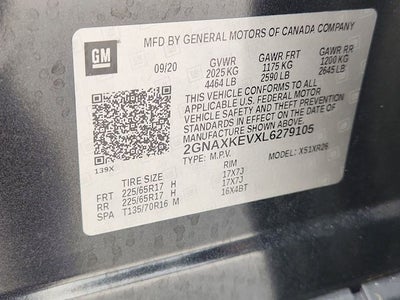 GM
MFD BY GENERAL MOTORS OF CANADA COMPANY
09/20 GVWR GAWR FRT GAWR RR
2025 KG 1175 KG 1200 KG
4464 LB 2590 LB 2645 LB
THIS VEHICLE CONFORMS TO ALL
APPLICABLE U.S. FEDERAL MOTOR
VEHICLE SAFETY AND THEFT
PREVENTION STANDARDS IN EFFECT ON THE DATE OF
MANUFACTURE SHOWN ABOVE.
2GNAXKEVXL6279105
139X TYPE: M.P.V. MODEL: XS1XR26
TIRE SIZE RIM
FRT 225/65R17 H 17X7J
RR 225/65R17 H 17X7J
SPA T135/70R16 M 16X4BT